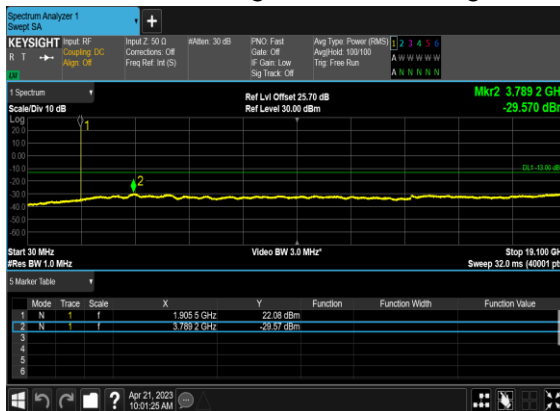 Spectrum Analyzer 1
Swept SA
KEYSIGHT Input: RF Input Z: 50 Ω #Atten: 30 dB PNO: Fast Avg Type: Power (RMS) 1 2 3 4 5 6
R T Coupling: DC Corrections: Off Gate: Off Avg|Hold: 100/100 A W W W W W
Align: Off Freq Ref: Int (S) IF Gain: Low Trig: Free Run
LXI Sig Track: Off A N N N N N
1 Spectrum Ref Lvl Offset 25.70 dB Mkr2 3.789 2 GH
Scale/Div 10 dB Ref Level 30.00 dBm -29.570 dB
Log
20.0 1
10.0
0.00
-10.0 DL1 -13.00 dB
-20.0 2
-30.0
-40.0
-50.0
-60.0
Start 30 MHz Video BW 3.0 MHz* Stop 19.100 GH
#Res BW 1.0 MHz Sweep 32.0 ms (40001 pt
5 Marker Table
Mode Trace Scale X Y Function Function Width Function Value
1 N 1 f 1.905 5 GHz 22.08 dBm
2 N 1 f 3.789 2 GHz -29.57 dBm
3
4
5
6
? Apr 21, 2023
10:01:25 AM